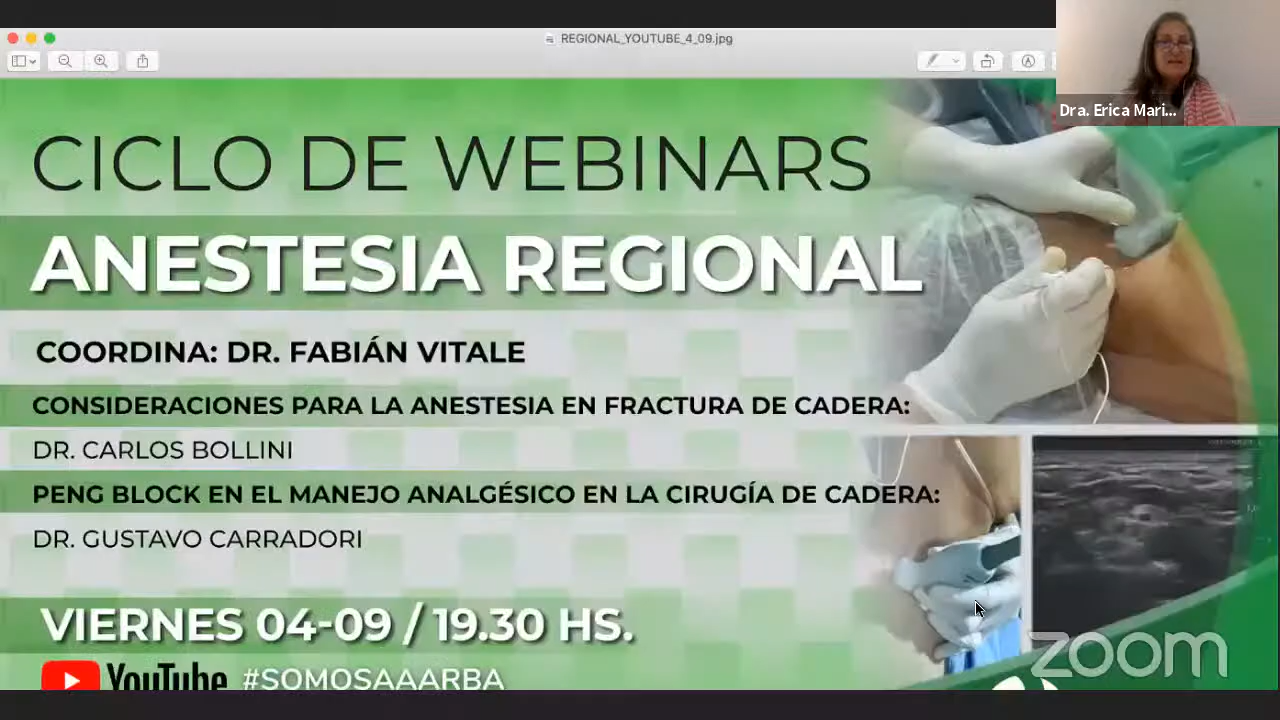 REGIONAL_YOUTUBE_4_09.jpg
Dra. Erica Mari...
CICLO DE WEBINARS
ANESTESIA REGIONAL
COORDINA: DR. FABIÁN VITALE
CONSIDERACIONES PARA LA ANESTESIA EN FRACTURA DE CADERA:
DR. CARLOS BOLLINI
PENG BLOCK EN EL MANEJO ANALGÉSICO EN LA CIRUGÍA DE CADERA:
DR. GUSTAVO CARRADORI
VIERNES 04-09 / 19.30 HS.
YouTube #SOMOSAAARBA
zoom